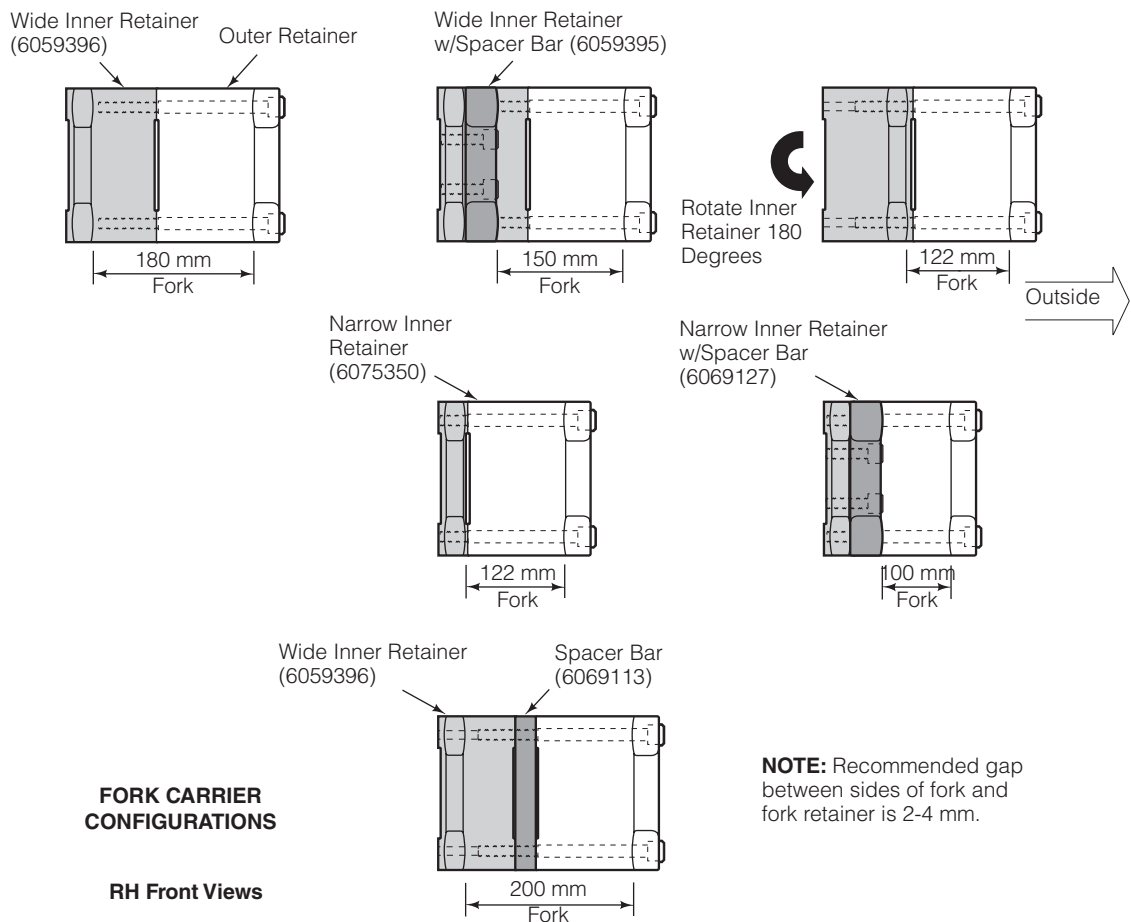 Wide Inner Retainer
(6059396)
Outer Retainer
Wide Inner Retainer
w/Spacer Bar (6059395)
Rotate Inner
Retainer 180
Degrees
180 mm
Fork
150 mm
Fork
122 mm
Fork
Outside
Narrow Inner
Retainer
(6075350)
Narrow Inner Retainer
w/Spacer Bar
(6069127)
122 mm
Fork
100 mm
Fork
Wide Inner Retainer
(6059396)
Spacer Bar
(6069113)
NOTE: Recommended gap
between sides of fork and
fork retainer is 2-4 mm.
FORK CARRIER
CONFIGURATIONS
RH Front Views
200 mm
Fork